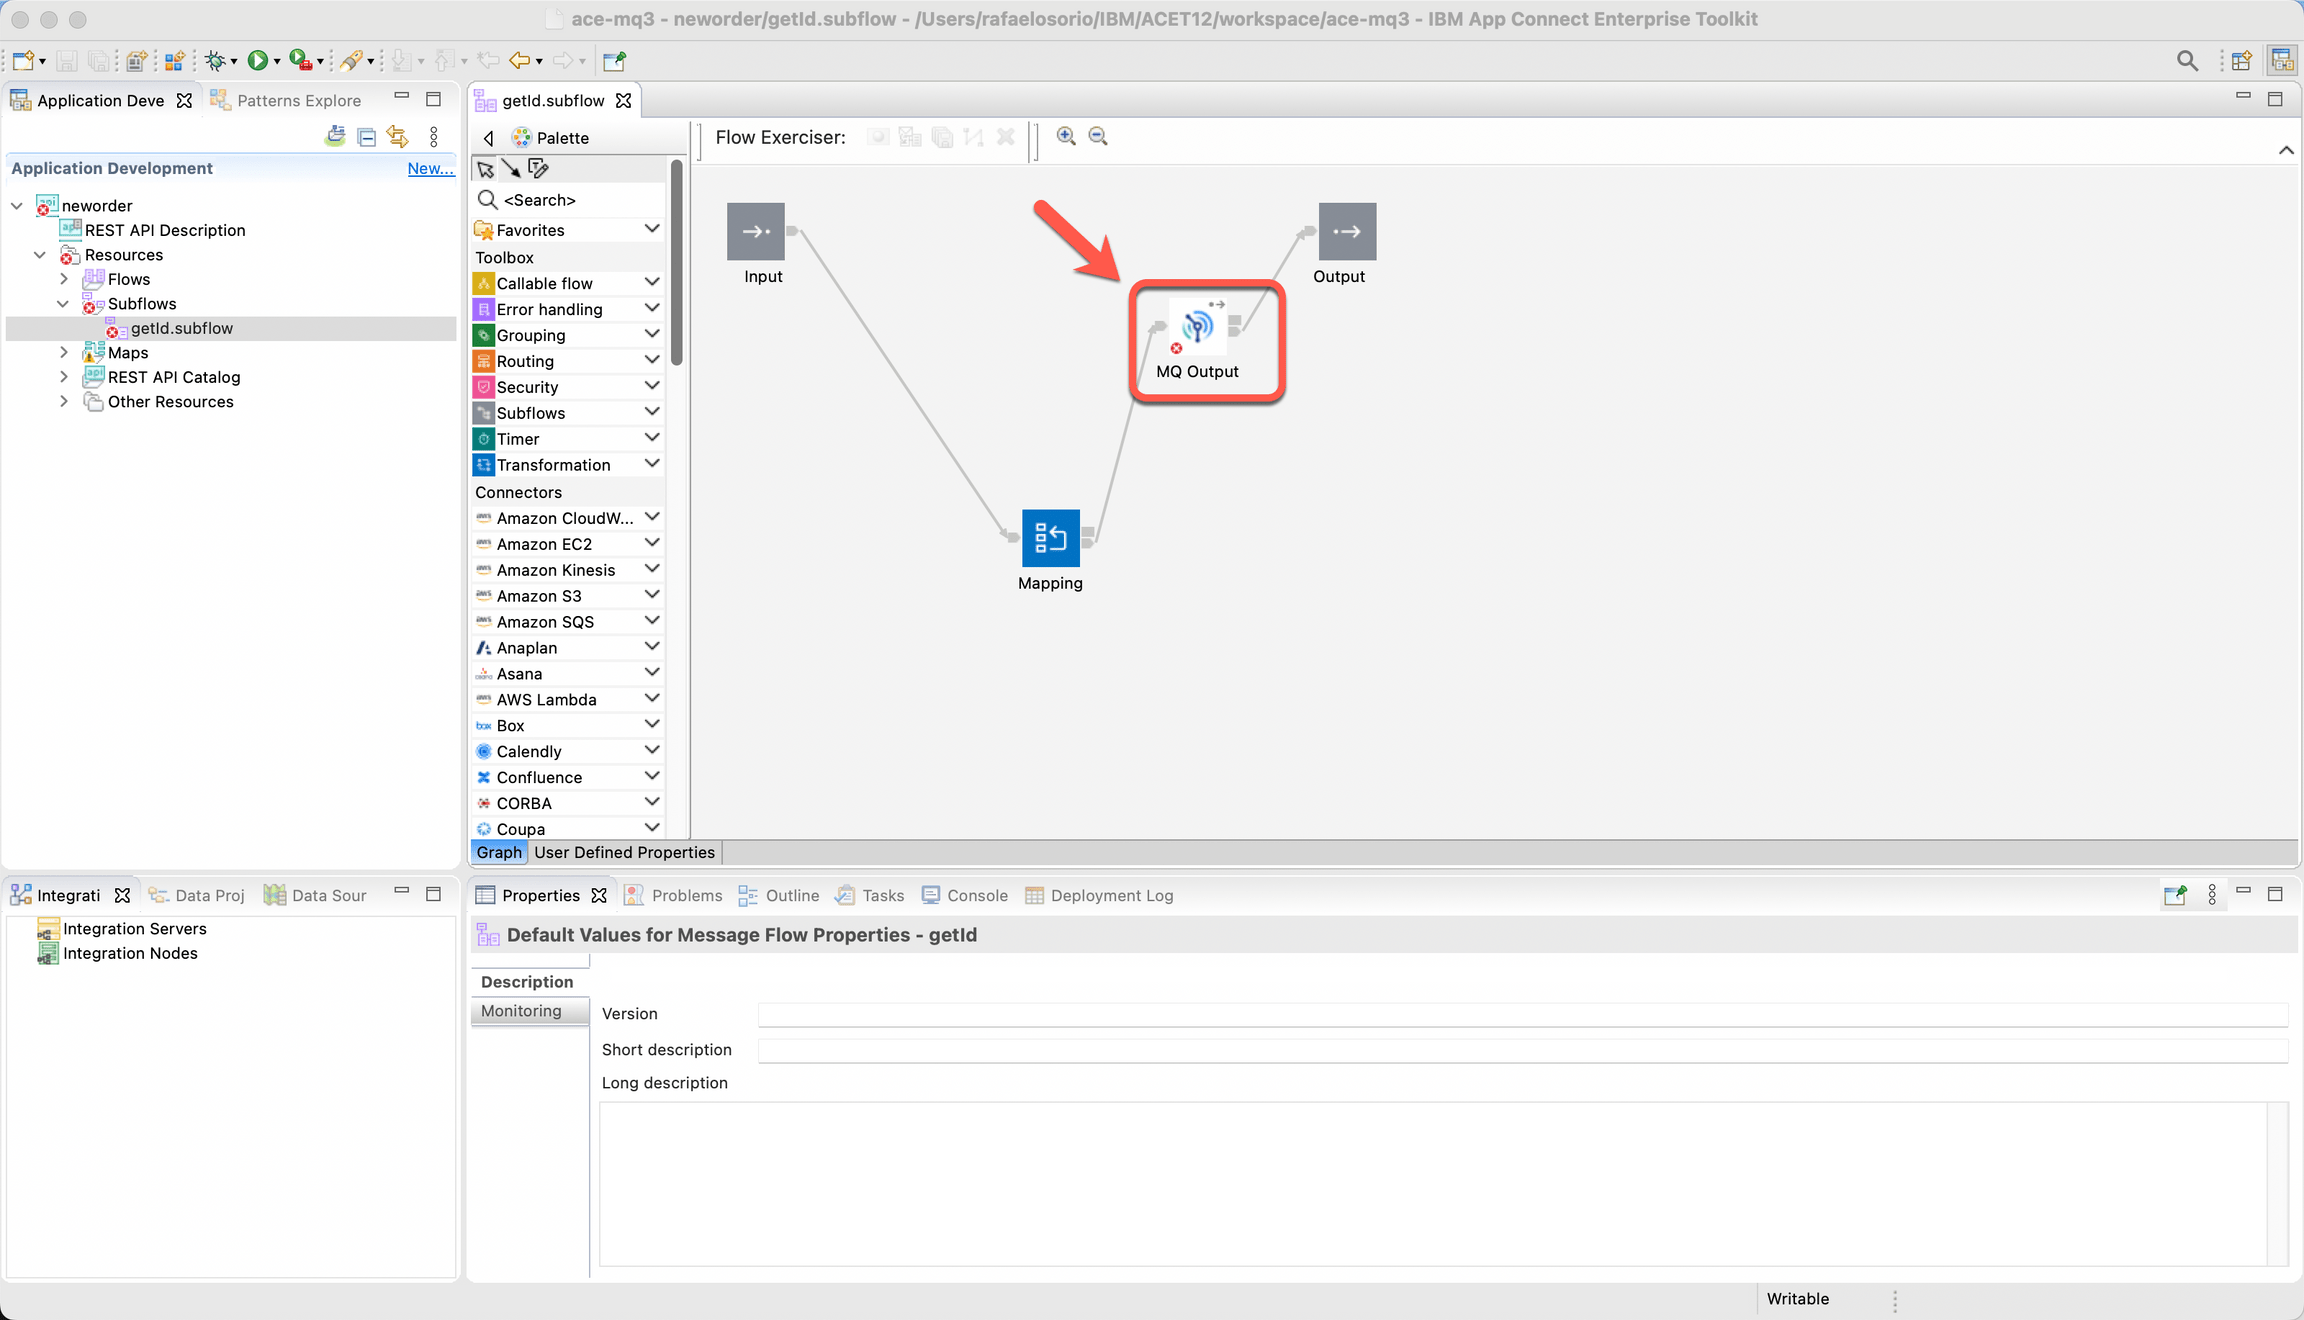 ace-mq3 - neworder/getId.subflow - /Users/rafaelosorio/IBM/ACET12/workspace/ace-mq3 - IBM App Connect Enterprise Toolkit
Application Deve
Patterns Explore
Application Development
New...
neworder
REST API Description
Resources
Flows
Subflows
getId.subflow
Maps
REST API Catalog
Other Resources
getId.subflow
Palette
Flow Exerciser:
<Search>
Favorites
Toolbox
Callable flow
Error handling
Grouping
Routing
Security
Subflows
Timer
Transformation
Connectors
Amazon CloudW...
Amazon EC2
Amazon Kinesis
Amazon S3
Amazon SQS
Anaplan
Asana
AWS Lambda
Box
Calendly
Confluence
CORBA
Coupa
Input
Output
MQ Output
Mapping
Graph
User Defined Properties
Integrati
Data Proj
Data Sour
Integration Servers
Integration Nodes
Properties
Problems
Outline
Tasks
Console
Deployment Log
Default Values for Message Flow Properties - getId
Description
Monitoring
Version
Short description
Long description
Writable